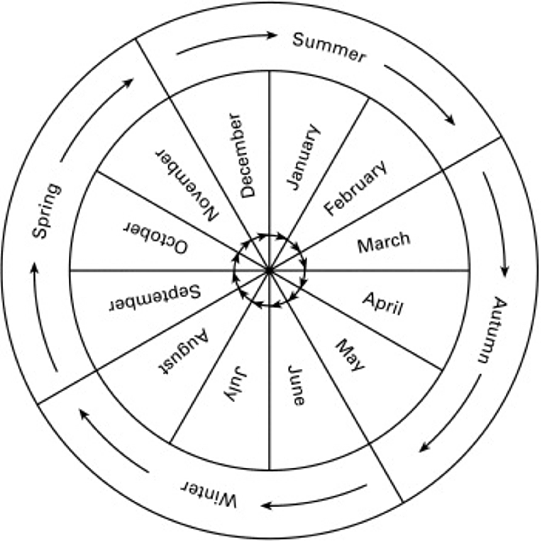 Summer
Autumn
Winter
Spring
January
February
March
April
May
June
July
August
September
October
November
December